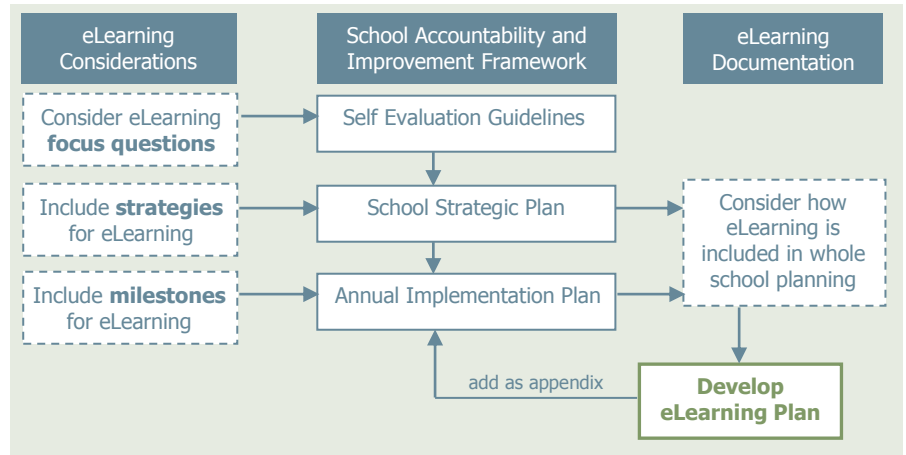 eLearning
Considerations
School Accountability and
Improvement Framework
eLearning
Documentation
Consider eLearning
focus questions
Self Evaluation Guidelines
Include strategies
for eLearning
School Strategic Plan
Consider how
eLearning is
included in whole
school planning
Include milestones
for eLearning
Annual Implementation Plan
add as appendix
Develop
eLearning Plan